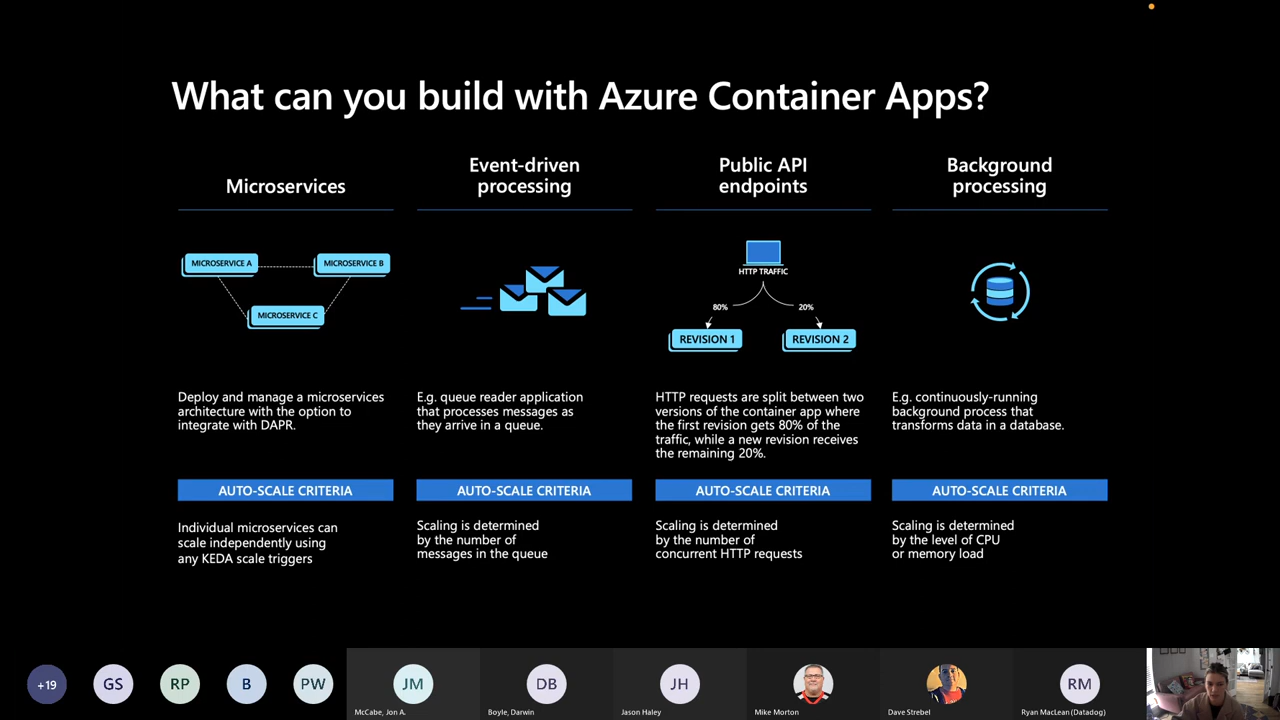 What can you build with Azure Container Apps?
Microservices
MICROSERVICE A
MICROSERVICE B
MICROSERVICE C
Deploy and manage a microservices
architecture with the option to
integrate with DAPR.
AUTO-SCALE CRITERIA
Individual microservices can
scale independently using
any KEDA scale triggers
Event-driven
processing
E.g. queue reader application
that processes messages as
they arrive in a queue.
AUTO-SCALE CRITERIA
Scaling is determined
by the number of
messages in the queue
Public API
endpoints
HTTP TRAFFIC
80%
20%
REVISION 1
REVISION 2
HTTP requests are split between two
versions of the container app where
the first revision gets 80% of the
traffic, while a new revision receives
the remaining 20%.
AUTO-SCALE CRITERIA
Scaling is determined
by the number of
concurrent HTTP requests
Background
processing
E.g. continuously-running
background process that
transforms data in a database.
AUTO-SCALE CRITERIA
Scaling is determined
by the level of CPU
or memory load
+19
GS
RP
B
PW
JM
McCabe, Jon A.
DB
Boyle, Darwin
JH
Jason Haley
Mike Morton
Dave Strebel
RM
Ryan MacLean (Datadog)